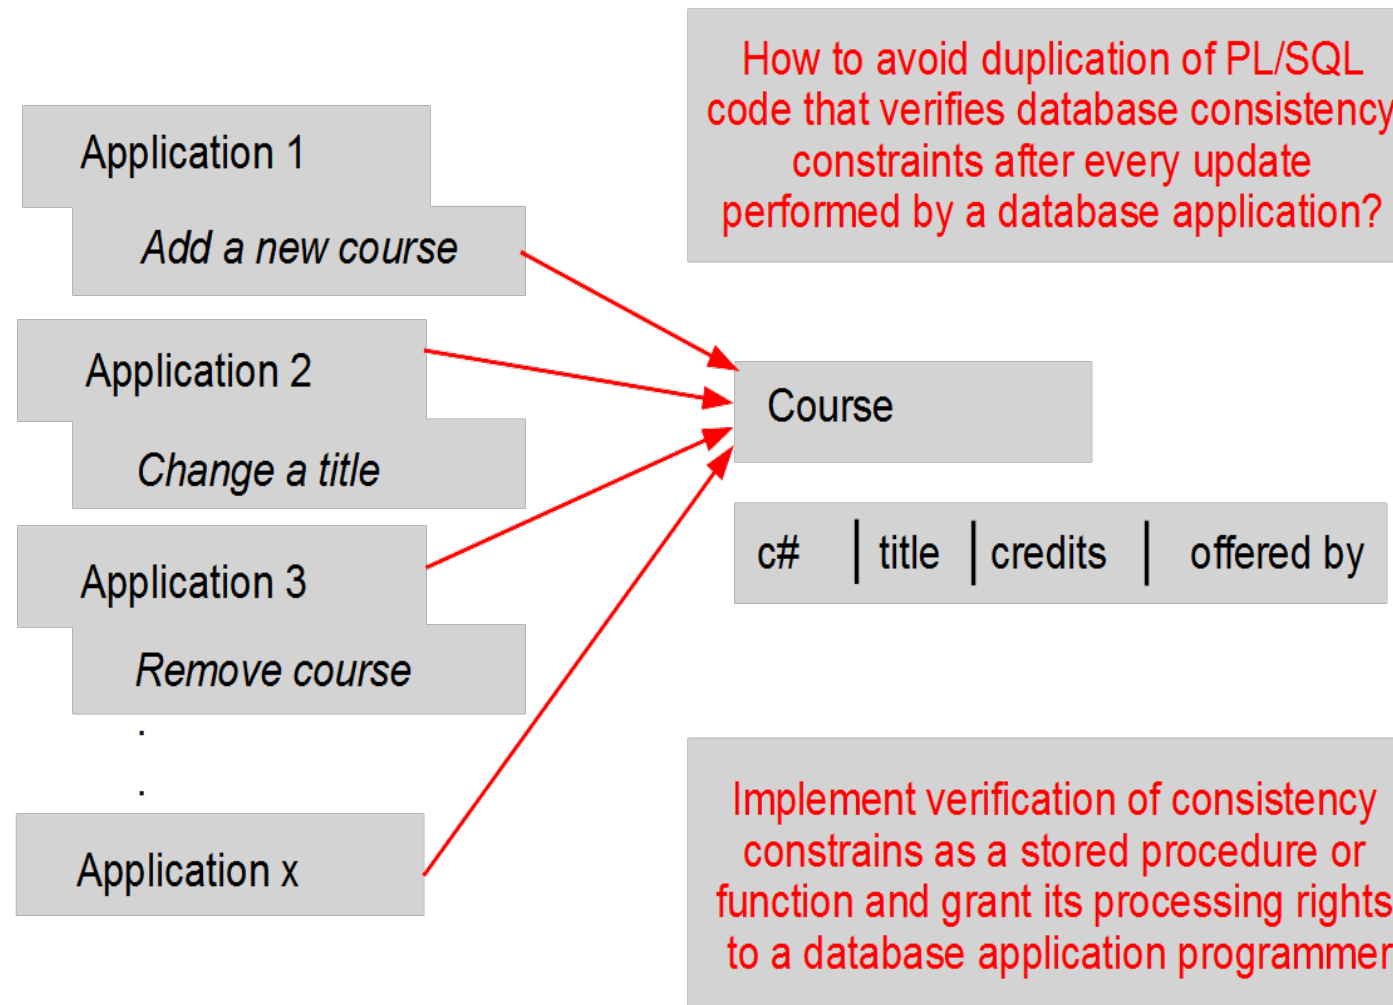 Application 1
Add a new course
Application 2
Change a title
Application 3
Remove course
.
.
Application x
How to avoid duplication of PL/SQL
code that verifies database consistency
constraints after every update
performed by a database application?
Course
c# | title | credits | offered by
Implement verification of consistency
constrains as a stored procedure or
function and grant its processing rights
to a database application programmer